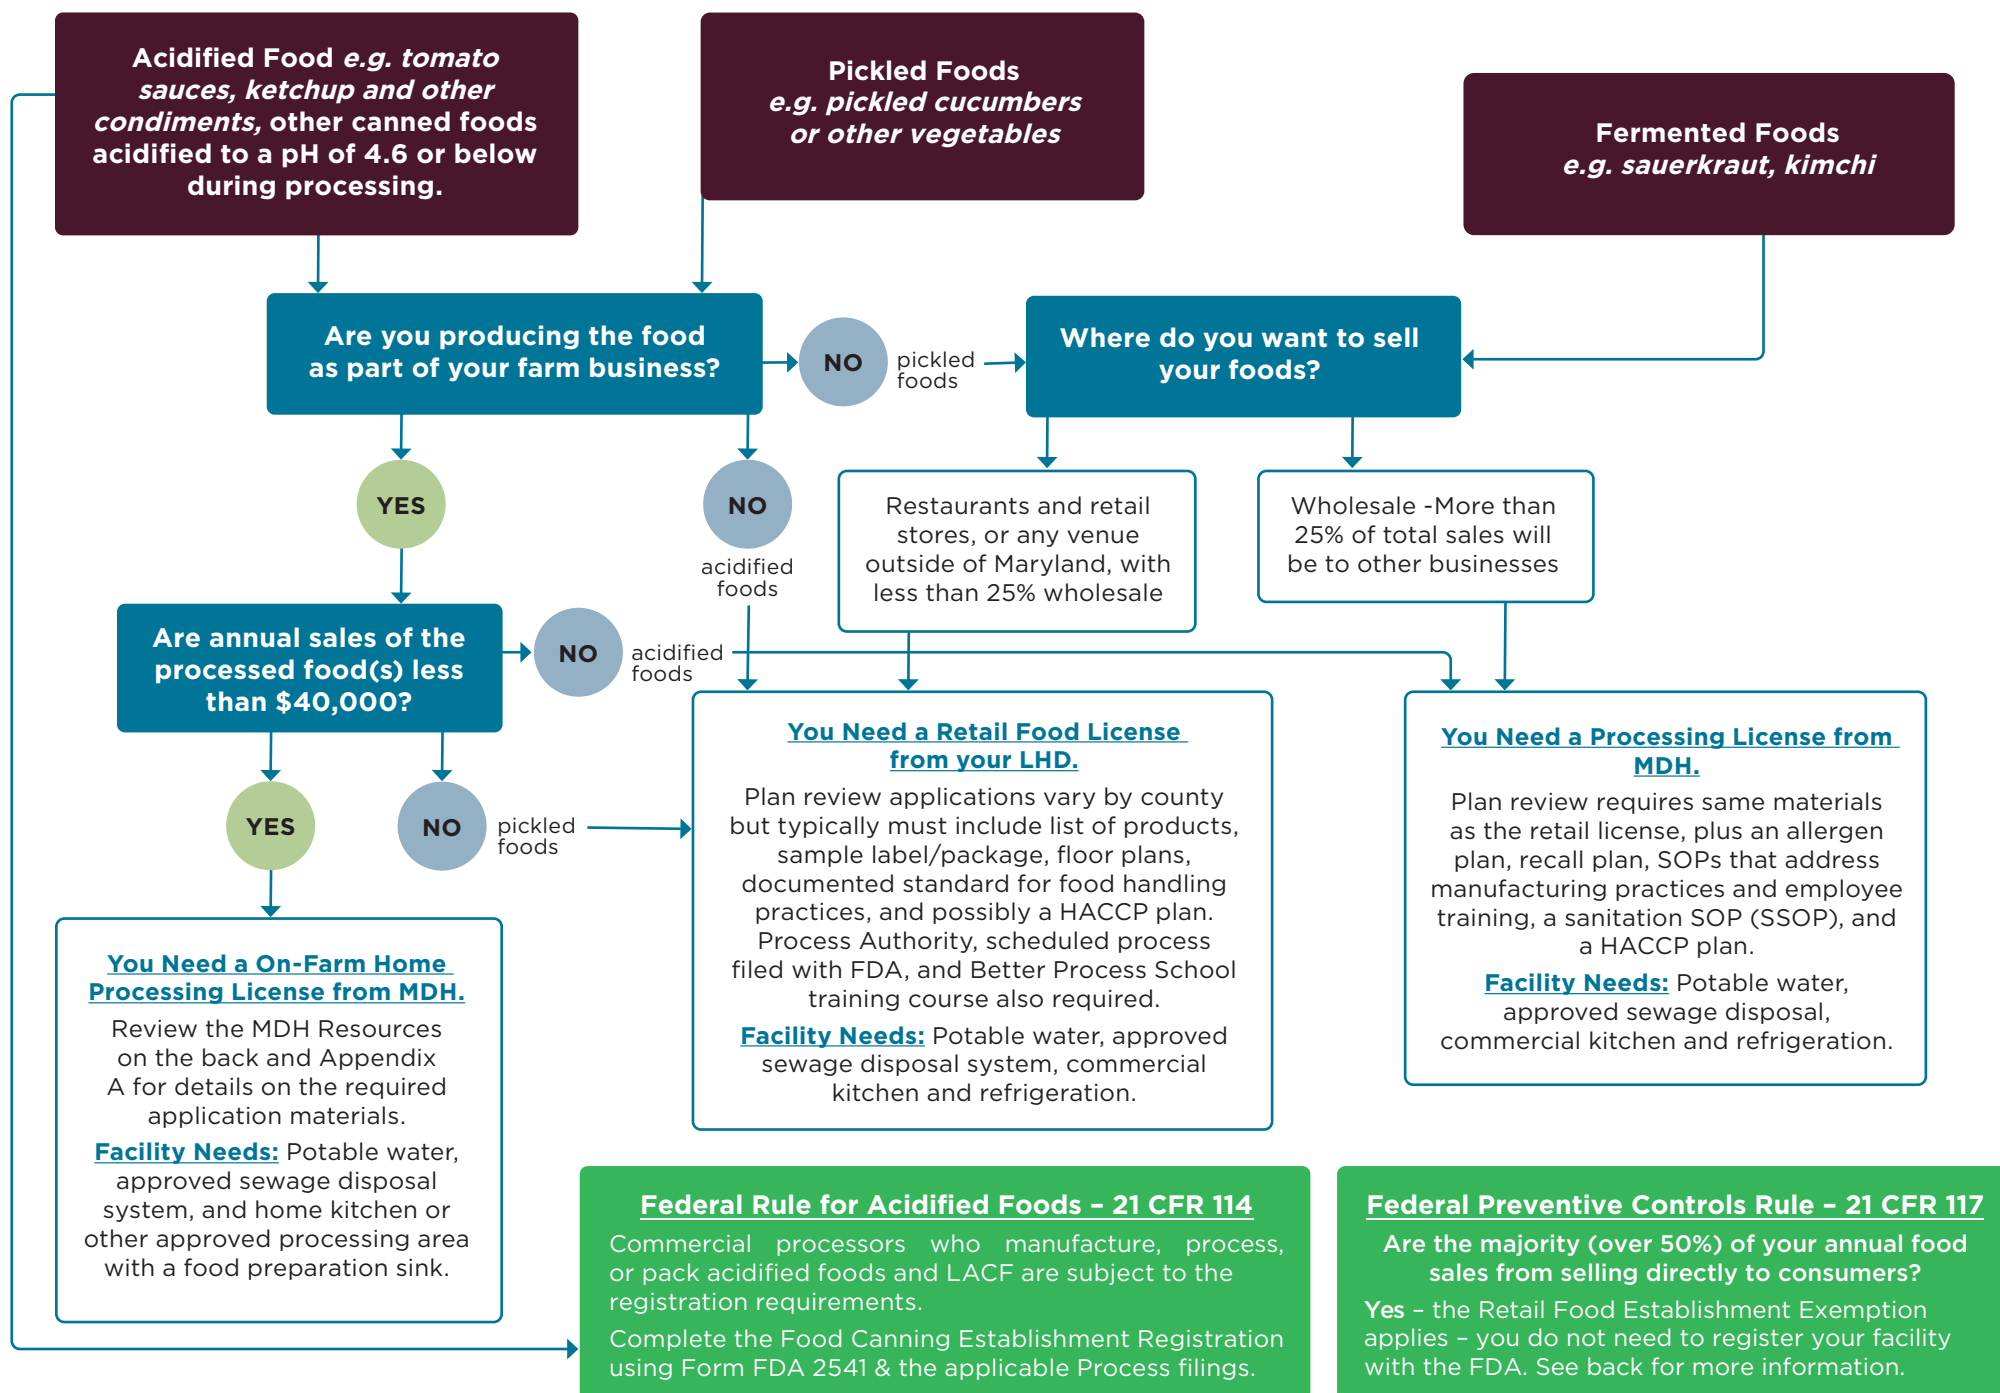 Acidified Food e.g. tomato
sauces, ketchup and other
condiments, other canned foods
acidified to a pH of 4.6 or below
during processing.
Pickled Foods
e.g. pickled cucumbers
or other vegetables
Fermented Foods
e.g. sauerkraut, kimchi
Are you producing the food
as part of your farm business?
NO
pickled
foods
Where do you want to sell
your foods?
YES
NO
acidified
foods
Restaurants and retail
stores, or any venue
outside of Maryland, with
less than 25% wholesale
Wholesale -More than
25% of total sales will
be to other businesses
Are annual sales of the
processed food(s) less
than $40,000?
NO
acidified
foods
YES
NO
pickled
foods
You Need a Retail Food License
from your LHD.
Plan review applications vary by county
but typically must include list of products,
sample label/package, floor plans,
documented standard for food handling
practices, and possibly a HACCP plan.
Process Authority, scheduled process
filed with FDA, and Better Process School
training course also required.
Facility Needs: Potable water, approved
sewage disposal system, commercial
kitchen and refrigeration.
You Need a Processing License from
MDH.
Plan review requires same materials
as the retail license, plus an allergen
plan, recall plan, SOPs that address
manufacturing practices and employee
training, a sanitation SOP (SSOP), and
a HACCP plan.
Facility Needs: Potable water,
approved sewage disposal,
commercial kitchen and refrigeration.
You Need a On-Farm Home
Processing License from MDH.
Review the MDH Resources
on the back and Appendix
A for details on the required
application materials.
Facility Needs: Potable water,
approved sewage disposal
system, and home kitchen or
other approved processing area
with a food preparation sink.
Federal Rule for Acidified Foods – 21 CFR 114
Commercial processors who manufacture, process,
or pack acidified foods and LACF are subject to the
registration requirements.
Complete the Food Canning Establishment Registration
using Form FDA 2541 & the applicable Process filings.
Federal Preventive Controls Rule – 21 CFR 117
Are the majority (over 50%) of your annual food
sales from selling directly to consumers?
Yes – the Retail Food Establishment Exemption
applies – you do not need to register your facility
with the FDA. See back for more information.